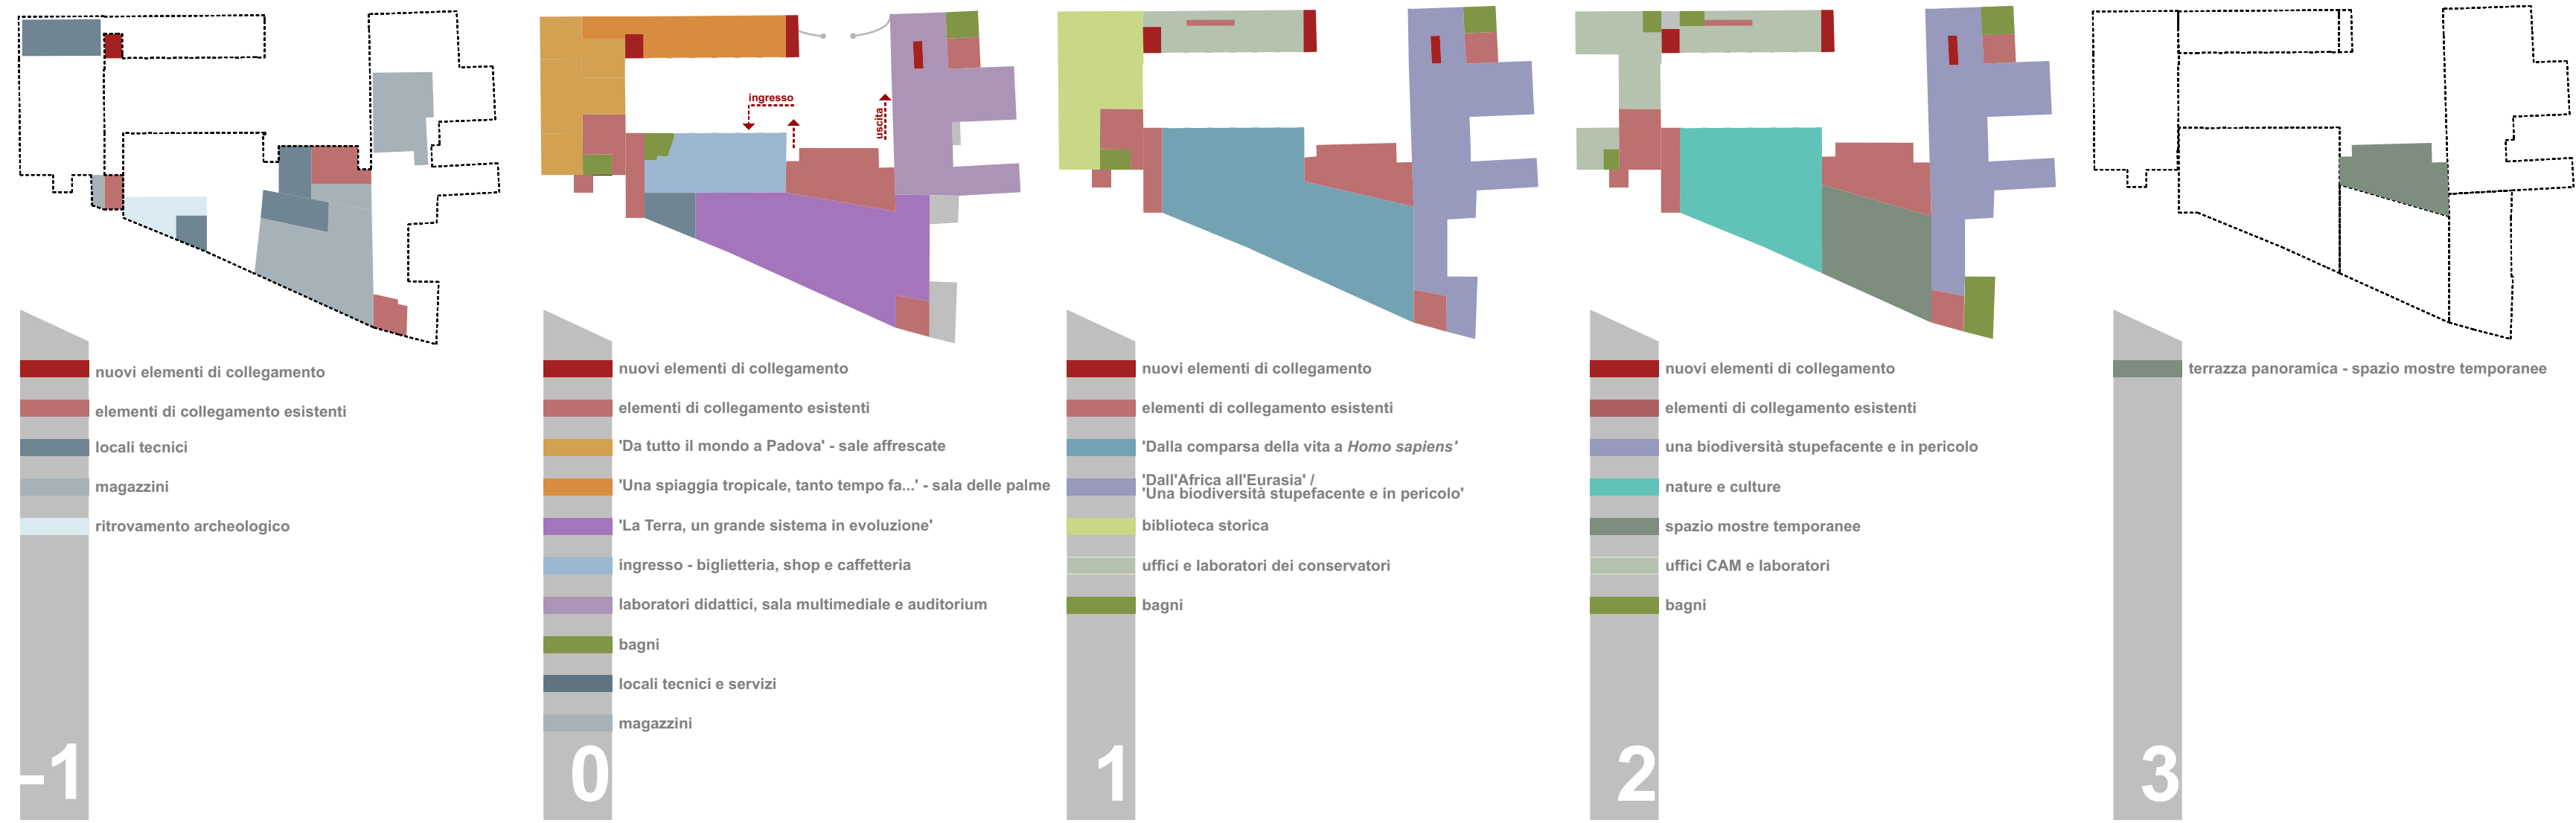 ingresso
uscita
nuovi elementi di collegamento
elementi di collegamento esistenti
locali tecnici
magazzini
ritrovamento archeologico
-1
nuovi elementi di collegamento
elementi di collegamento esistenti
'Da tutto il mondo a Padova' - sale affrescate
'Una spiaggia tropicale, tanto tempo fa...' - sala delle palme
'La Terra, un grande sistema in evoluzione'
ingresso - biglietteria, shop e caffetteria
laboratori didattici, sala multimediale e auditorium
bagni
locali tecnici e servizi
magazzini
0
nuovi elementi di collegamento
elementi di collegamento esistenti
'Dalla comparsa della vita a Homo sapiens'
'Dall'Africa all'Eurasia' /
'Una biodiversità stupefacente e in pericolo'
biblioteca storica
uffici e laboratori dei conservatori
bagni
1
nuovi elementi di collegamento
elementi di collegamento esistenti
una biodiversità stupefacente e in pericolo
nature e culture
spazio mostre temporanee
uffici CAM e laboratori
bagni
2
terrazza panoramica - spazio mostre temporanee
3